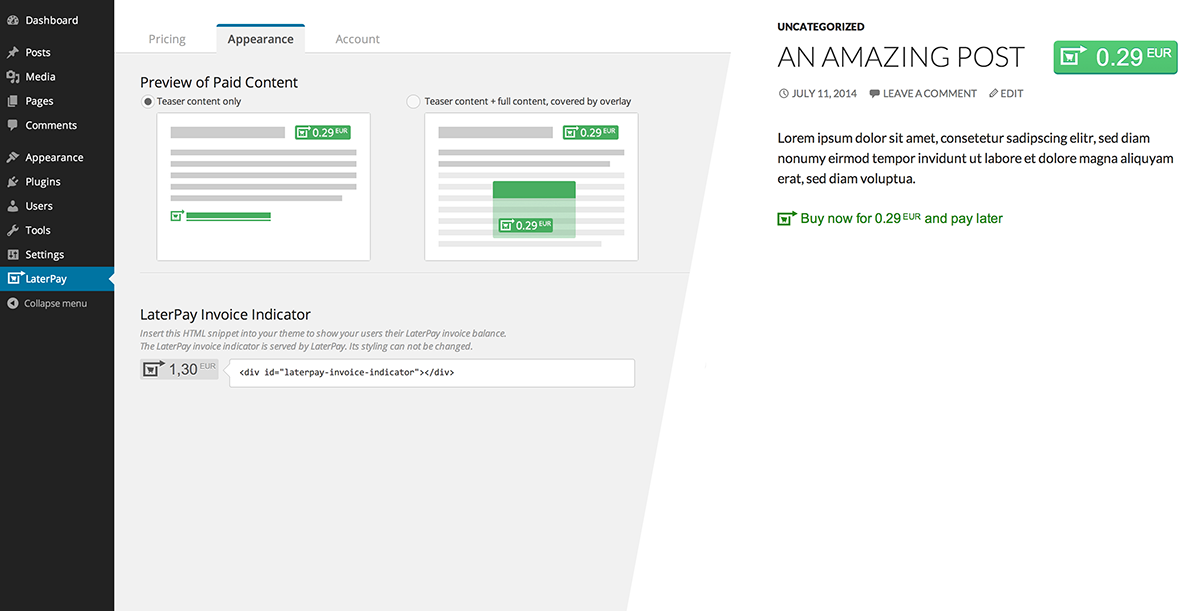 Dashboard
Posts
Media
Pages
Comments
Appearance
Plugins
Users
Tools
Settings
LaterPay
Collapse menu
Pricing
Appearance
Account
Preview of Paid Content
Teaser content only
Teaser content + full content, covered by overlay
0.29 EUR
0.29 EUR
0.29 EUR
LaterPay Invoice Indicator
Insert this HTML snippet into your theme to show your users their LaterPay invoice balance.
The LaterPay invoice indicator is served by LaterPay. Its styling can not be changed.
1,30 EUR
<div id="laterpay-invoice-indicator"></div>
UNCATEGORIZED
AN AMAZING POST
0.29 EUR
JULY 11, 2014 LEAVE A COMMENT EDIT
Lorem ipsum dolor sit amet, consetetur sadipscing elitr, sed diam
nonumy eirmod tempor invidunt ut labore et dolore magna aliquyam
erat, sed diam voluptua.
Buy now for 0.29 EUR and pay later